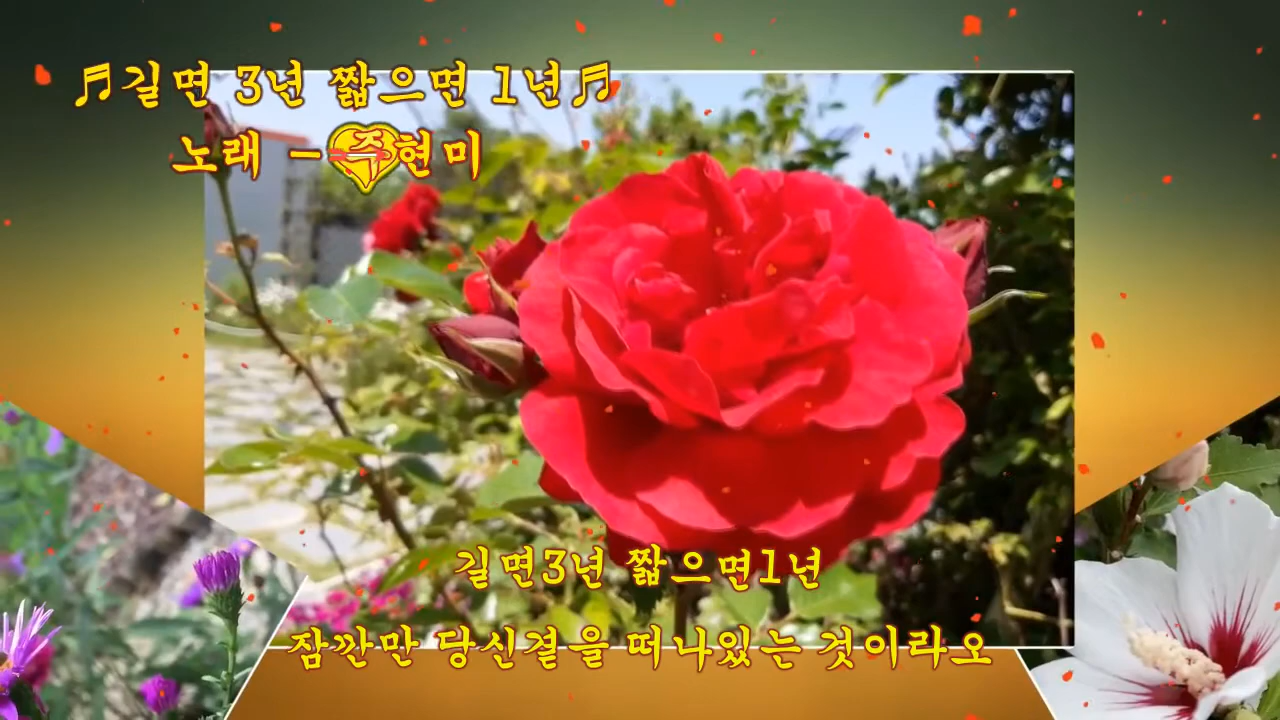 ♬길면 3년 짧으면 1년♬
노래 – 주현미
길면3년 짧으면1년
잠깐만 당신곁을 떠나있는 것이라오